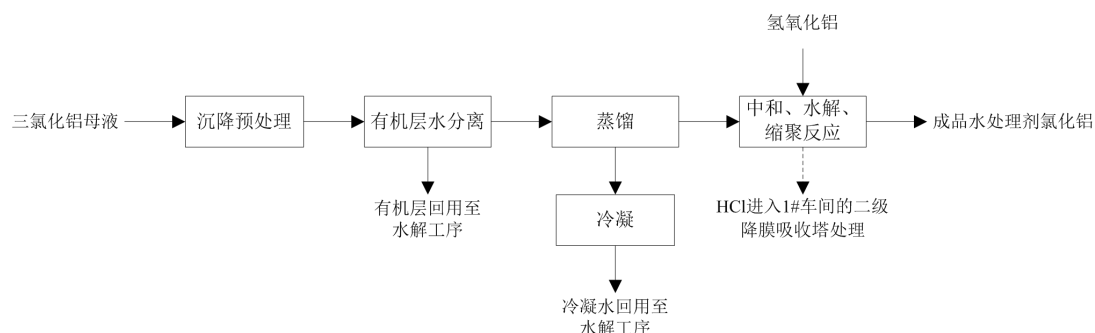 氢氧化铝
三氯化铝母液
沉降预处理
有机层水分离
蒸馏
中和、水解、
缩聚反应
成品水处理剂氯化铝
有机层回用至
水解工序
冷凝
HCl进入1#车间的二级
降膜吸收塔处理
冷凝水回用至
水解工序